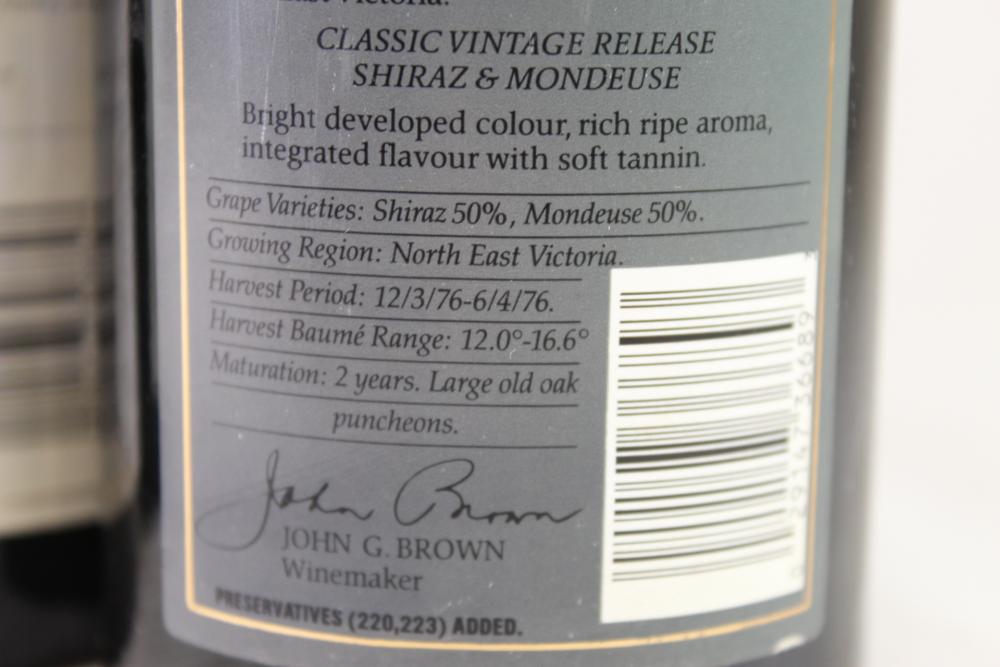 East Victoria.
CLASSIC VINTAGE RELEASE
SHIRAZ & MONDEUSE
Bright developed colour, rich ripe aroma,
integrated flavour with soft tannin.
Grape Varieties: Shiraz 50%, Mondeuse 50%.
Growing Region: North East Victoria.
Harvest Period: 12/3/76-6/4/76.
Harvest Baumé Range: 12.0°-16.6°
Maturation: 2 years. Large old oak
puncheons.
John Brown
JOHN G. BROWN
Winemaker
PRESERVATIVES (220,223) ADDED.